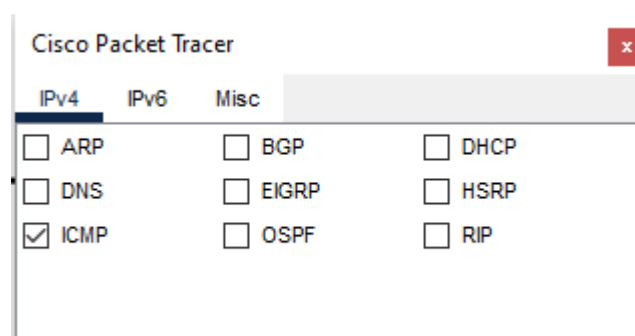 Cisco Packet Tracer x
IPv4 IPv6 Misc
ARP BGP DHCP
DNS EIGRP HSRP
ICMP OSPF RIP